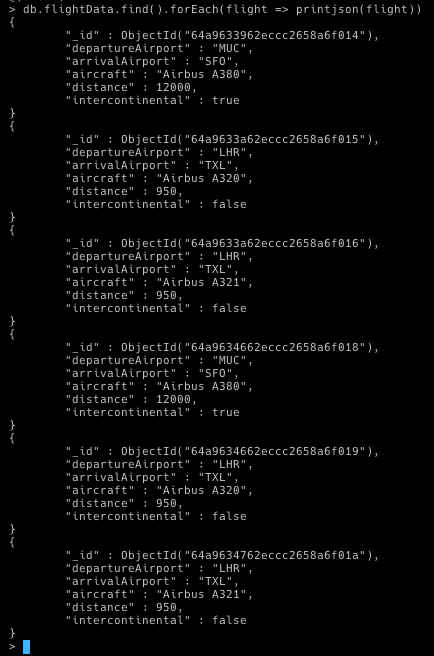 > db.flightData.find().forEach(flight => printjson(flight))
{
"_id" : ObjectId("64a9633962eccc2658a6f014"),
"departureAirport" : "MUC",
"arrivalAirport" : "SFO",
"aircraft" : "Airbus A380",
"distance" : 12000,
"intercontinental" : true
}
{
"_id" : ObjectId("64a9633a62eccc2658a6f015"),
"departureAirport" : "LHR",
"arrivalAirport" : "TXL",
"aircraft" : "Airbus A320",
"distance" : 950,
"intercontinental" : false
}
{
"_id" : ObjectId("64a9633a62eccc2658a6f016"),
"departureAirport" : "LHR",
"arrivalAirport" : "TXL",
"aircraft" : "Airbus A321",
"distance" : 950,
"intercontinental" : false
}
{
"_id" : ObjectId("64a9634662eccc2658a6f018"),
"departureAirport" : "MUC",
"arrivalAirport" : "SFO",
"aircraft" : "Airbus A380",
"distance" : 12000,
"intercontinental" : true
}
{
"_id" : ObjectId("64a9634662eccc2658a6f019"),
"departureAirport" : "LHR",
"arrivalAirport" : "TXL",
"aircraft" : "Airbus A320",
"distance" : 950,
"intercontinental" : false
}
{
"_id" : ObjectId("64a9634762eccc2658a6f01a"),
"departureAirport" : "LHR",
"arrivalAirport" : "TXL",
"aircraft" : "Airbus A321",
"distance" : 950,
"intercontinental" : false
}
>